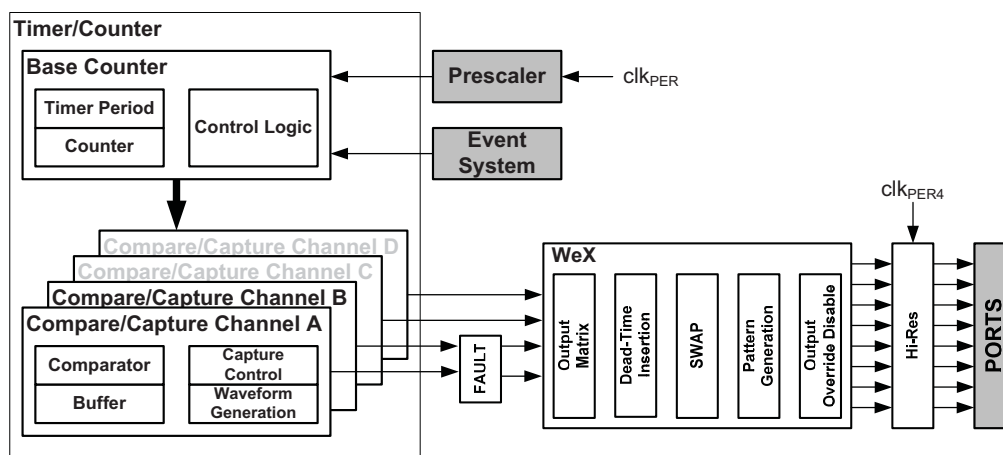 Timer/Counter
Base Counter
Timer Period
Counter
Control Logic
Prescaler
clkPER
Event
System
Compare/Capture Channel D
Compare/Capture Channel C
Compare/Capture Channel B
Compare/Capture Channel A
Comparator
Buffer
Capture
Control
Waveform
Generation
FAULT
WeX
Output
Matrix
Dead-Time
Insertion
SWAP
Pattern
Generation
Output
Override Disable
clkPER4
Hi-Res
PORTS